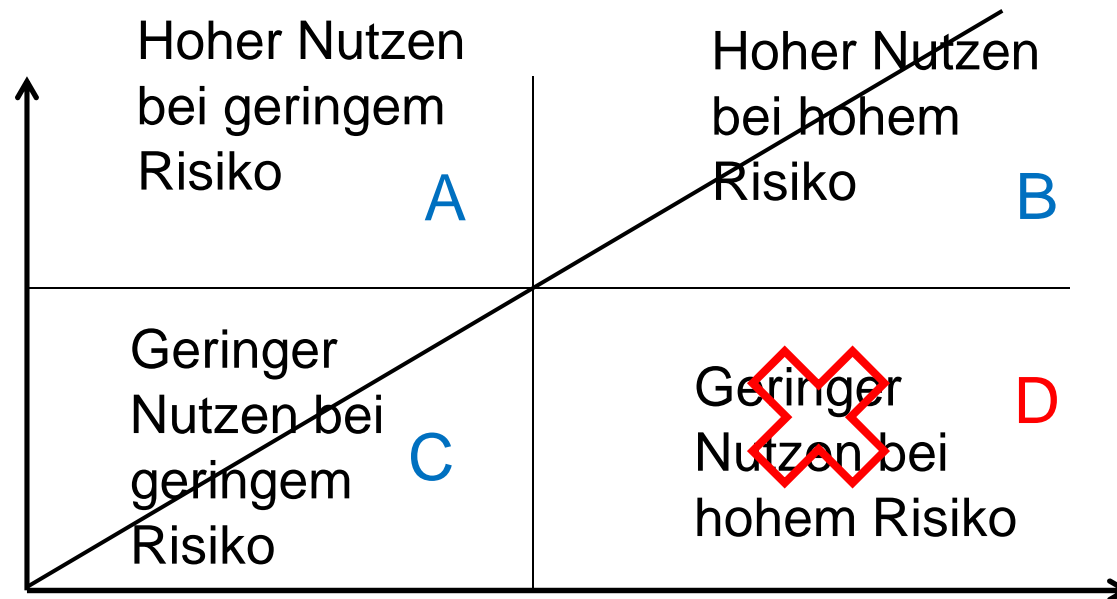 Hoher Nutzen
bei geringem
Risiko
A
Hoher Nutzen
bei hohem
Risiko
B
Geringer
Nutzen bei
geringem
Risiko
C
Geringer
Nutzen bei
hohem Risiko
D